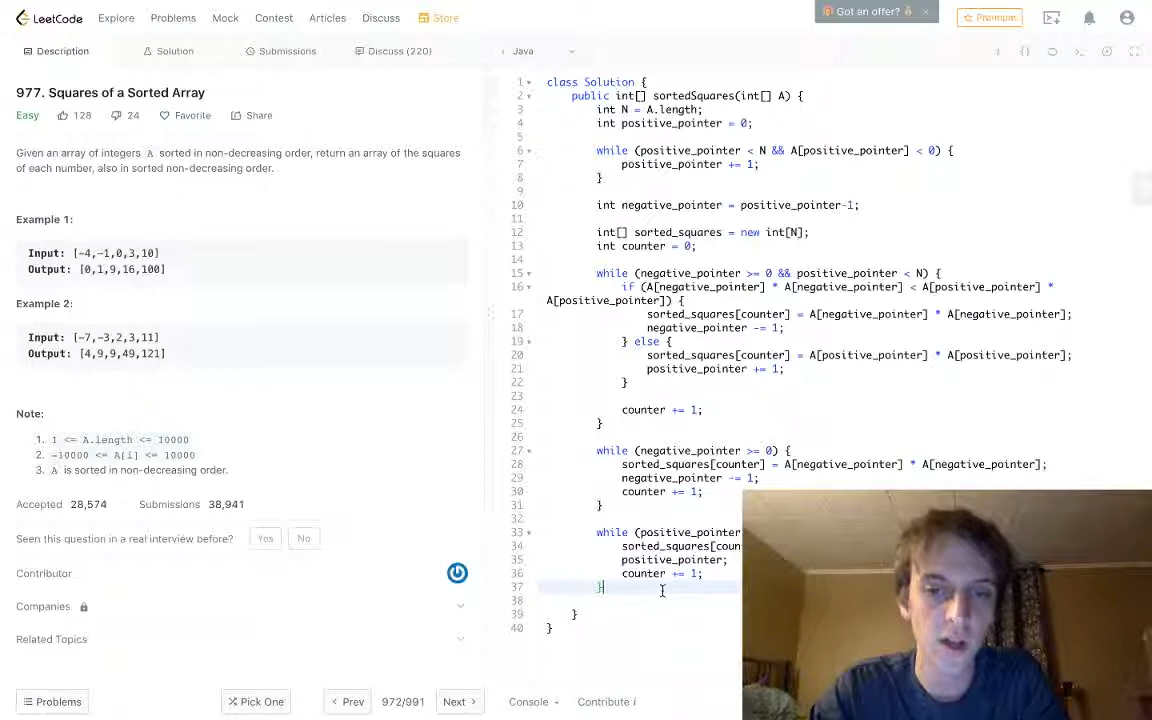 LeetCode Explore Problems Mock Contest Articles Discuss Store Got an offer? × Premium
Description Solution Submissions Discuss (220) Java
977. Squares of a Sorted Array
Easy 128 24 Favorite Share
Given an array of integers A sorted in non-decreasing order, return an array of the squares
of each number, also in sorted non-decreasing order.
Example 1:
Input: [-4,-1,0,3,10]
Output: [0,1,9,16,100]
Example 2:
Input: [-7,-3,2,3,11]
Output: [4,9,9,49,121]
Note:
1. 1 <= A.length <= 10000
2. -10000 <= A[i] <= 10000
3. A is sorted in non-decreasing order.
Accepted 28,574 Submissions 38,941
Seen this question in a real interview before? Yes No
Contributor
Companies
Related Topics
Problems Pick One < Prev 972/991 Next >
1 class Solution {
2 public int[] sortedSquares(int[] A) {
3 int N = A.length;
4 int positive_pointer = 0;
5
6 while (positive_pointer < N && A[positive_pointer] < 0) {
7 positive_pointer += 1;
8 }
9
10 int negative_pointer = positive_pointer-1;
11
12 int[] sorted_squares = new int[N];
13 int counter = 0;
14
15 while (negative_pointer >= 0 && positive_pointer < N) {
16 if (A[negative_pointer] * A[negative_pointer] < A[positive_pointer] *
A[positive_pointer]) {
17 sorted_squares[counter] = A[negative_pointer] * A[negative_pointer];
18 negative_pointer -= 1;
19 } else {
20 sorted_squares[counter] = A[positive_pointer] * A[positive_pointer];
21 positive_pointer += 1;
22 }
23
24 counter += 1;
25 }
26
27 while (negative_pointer >= 0) {
28 sorted_squares[counter] = A[negative_pointer] * A[negative_pointer];
29 negative_pointer -= 1;
30 counter += 1;
31 }
32
33 while (positive_pointer
34 sorted_squares[coun
35 positive_pointer;
36 counter += 1;
37 }
38
39 }
40 }
Console Contribute i